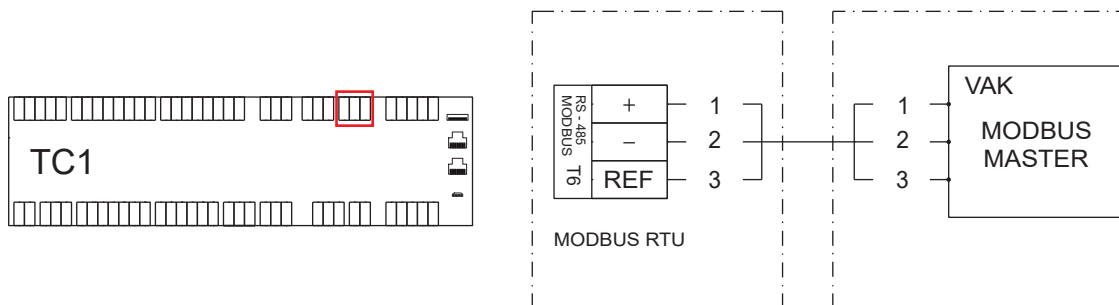 TC1
RS - 485
MODBUS
T6
+
−
REF
1
2
3
MODBUS RTU
1
2
3
VAK
MODBUS
MASTER